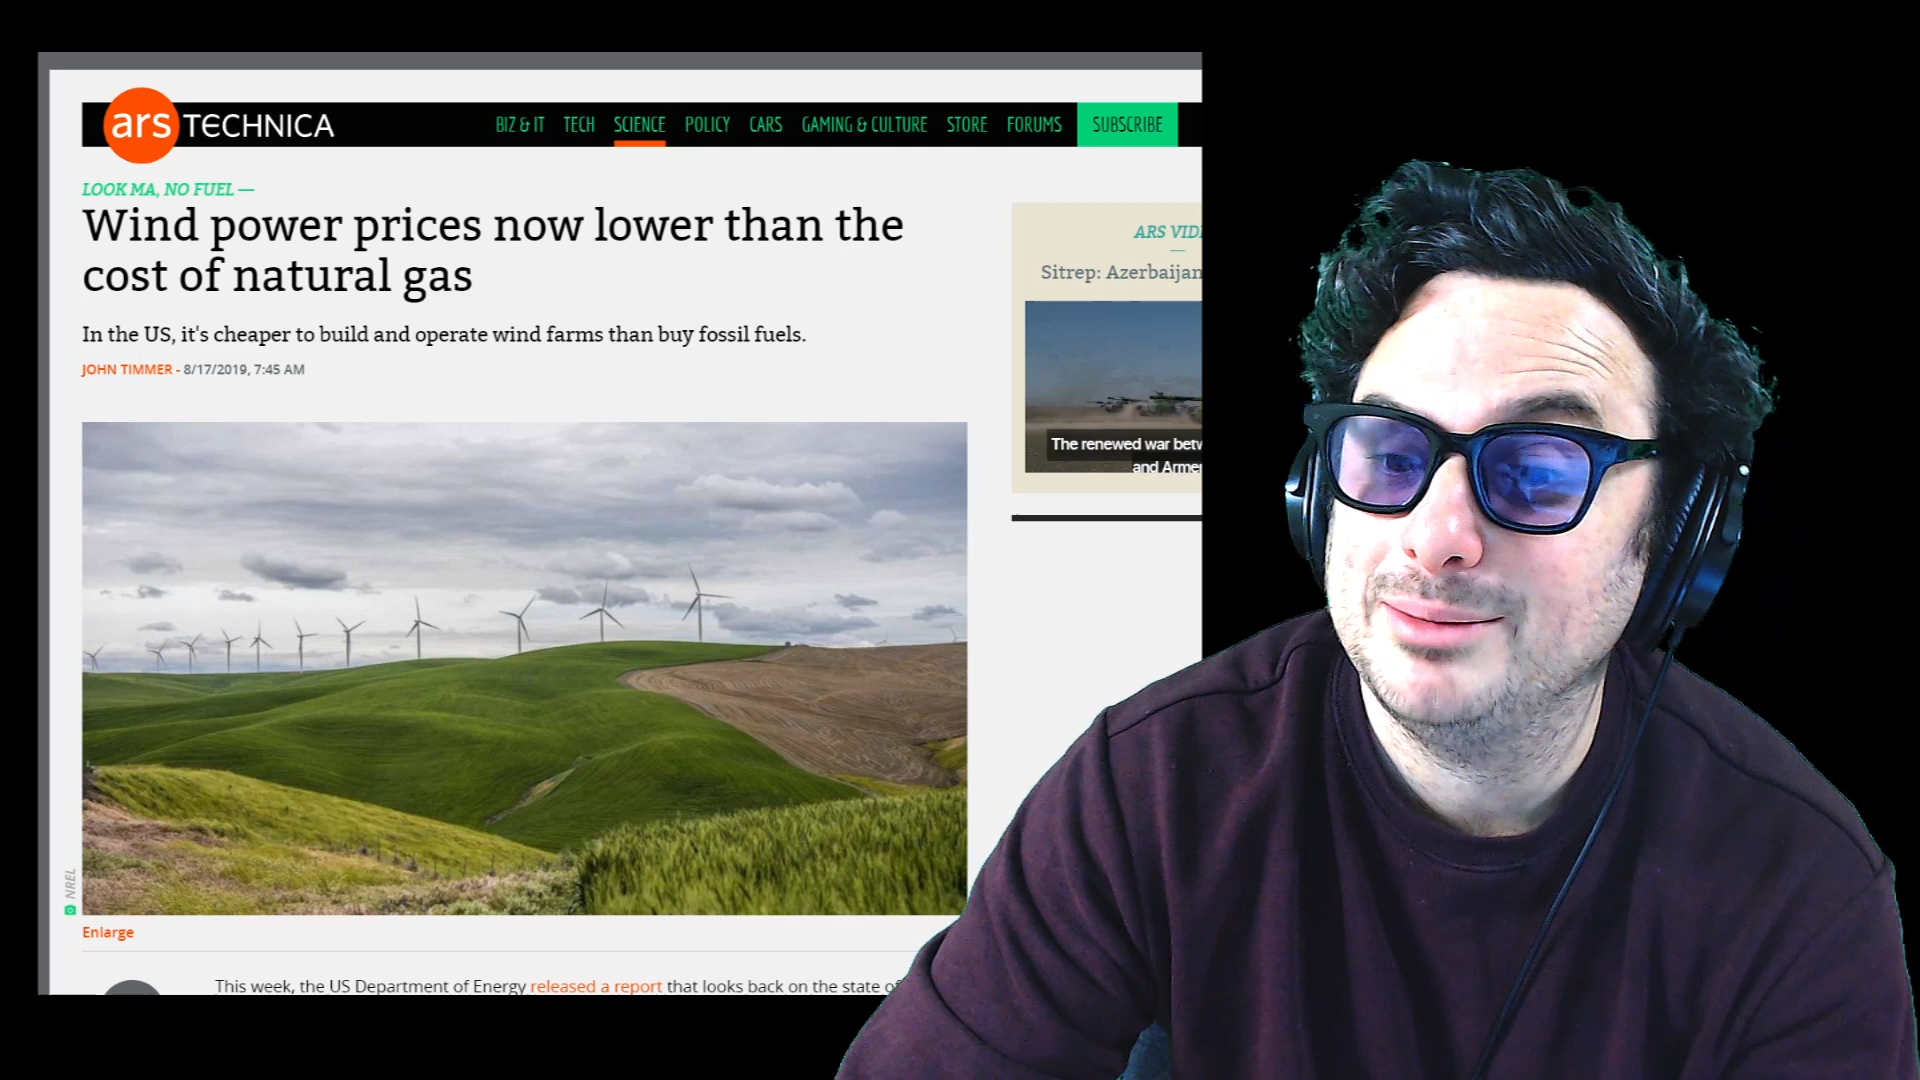 ars TECHNICA
BIZ & IT TECH SCIENCE POLICY CARS GAMING & CULTURE STORE FORUMS SUBSCRIBE
LOOK MA, NO FUEL —
Wind power prices now lower than the
cost of natural gas
In the US, it's cheaper to build and operate wind farms than buy fossil fuels.
JOHN TIMMER - 8/17/2019, 7:45 AM
ARS
Sitrep: Azerbaijan
The renewed war
and
NREL
Enlarge
This week, the US Department of Energy released a report that looks back on the state